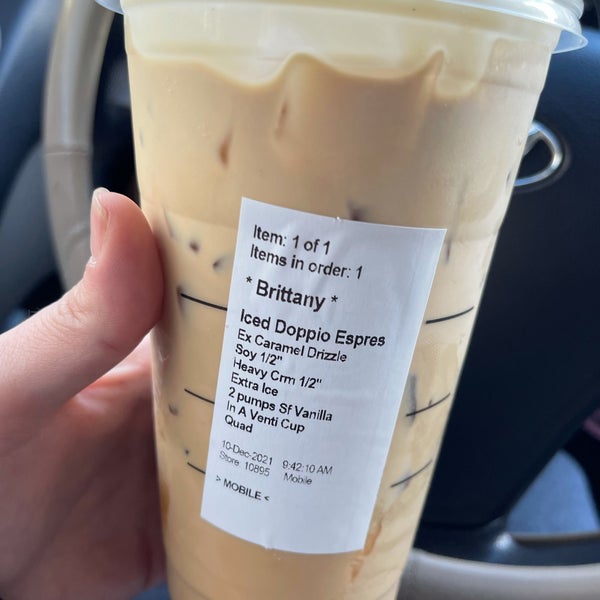 Item: 1 of 1
Items in order: 1
* Brittany *
Iced Doppio Espres
Ex Caramel Drizzle
Soy 1/2"
Heavy Crm 1/2"
Extra Ice
2 pumps Sf Vanilla
In A Venti Cup
Quad
10-Dec-2021 9:42:10 AM
Store: 10895 Mobile
> MOBILE <